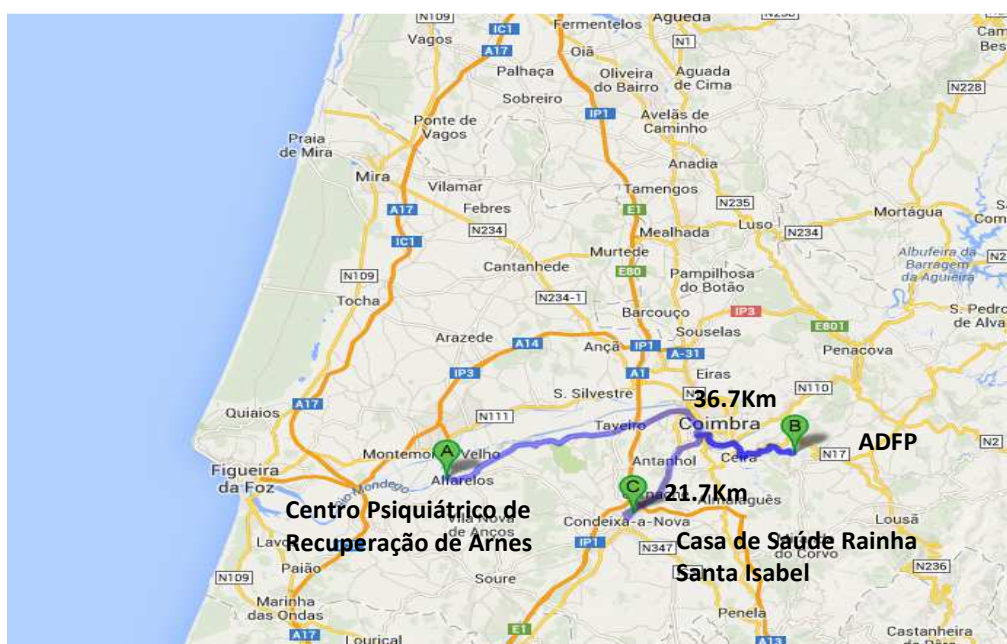 N109
Vagos
IC1
A17
Fermentelos
Oiã
Águeda
N1
Palhaça
Sobreiro
Oliveira
do Bairro
Aguada
de Cima
N228
Ponte de
Vagos
Avelãs de
Caminho
IP1
Praia
de Mira
Anadia
Mira
Vilamar
Tamengos
N235
A17
Febres
E1
Luso
Mortágua
IC1
N234
Mealhada
N234
Murtede
Albufeira da
Barragem
da Aguieira
N109
Cantanhede
E80
Pampilhosa
do Botão
Tocha
N234-1
IP3
S. Pedro
de Alva
Barcouço
E801
Arazede
A14
Ançã
IP1
Souselas
A-31
Penacova
IP3
A1
Eiras
Quiaios
A17
S. Silvestre
N110
N111
36.7Km
Taveiro
Coimbra
B
ADFP
Figueira
da Foz
A
Ceira
N17
Antanhol
Alfarelos
C
21.7Km
Lousã
Centro Psiquiátrico de
Recuperação de Arnes
Condeixa-a-Nova
Casa de Saúde Rainha
Santa Isabel
IP1
N347
Paião
Soure
N236
N109
Marinha
das Ondas
Penela
E1
A17
Louriçal
A13
Castanheira